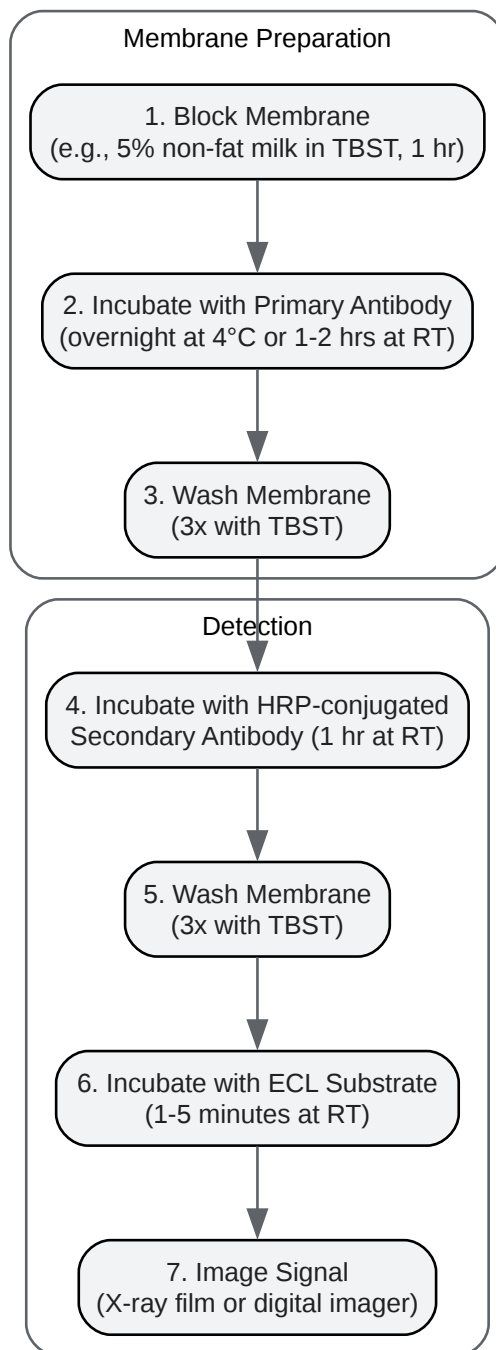 Membrane Preparation
1. Block Membrane
(e.g., 5% non-fat milk in TBST, 1 hr)
2. Incubate with Primary Antibody
(overnight at 4°C or 1-2 hrs at RT)
3. Wash Membrane
(3x with TBST)
Detection
4. Incubate with HRP-conjugated
Secondary Antibody (1 hr at RT)
5. Wash Membrane
(3x with TBST)
6. Incubate with ECL Substrate
(1-5 minutes at RT)
7. Image Signal
(X-ray film or digital imager)